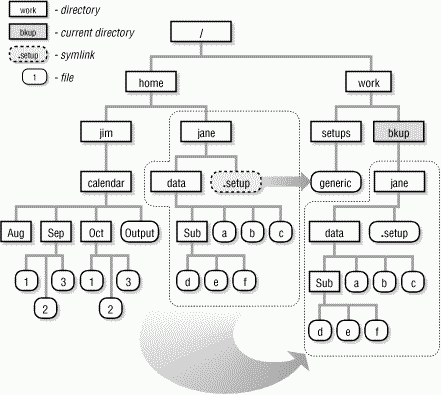 work - directory
bkup - current directory
.setup - symlink
1 - file
/
home work
jim jane setups bkup
calendar data .setup generic jane
Aug Sep Oct Output Sub a b c data .setup
1 3 1 3 d e f Sub a b c
2 2
d e f